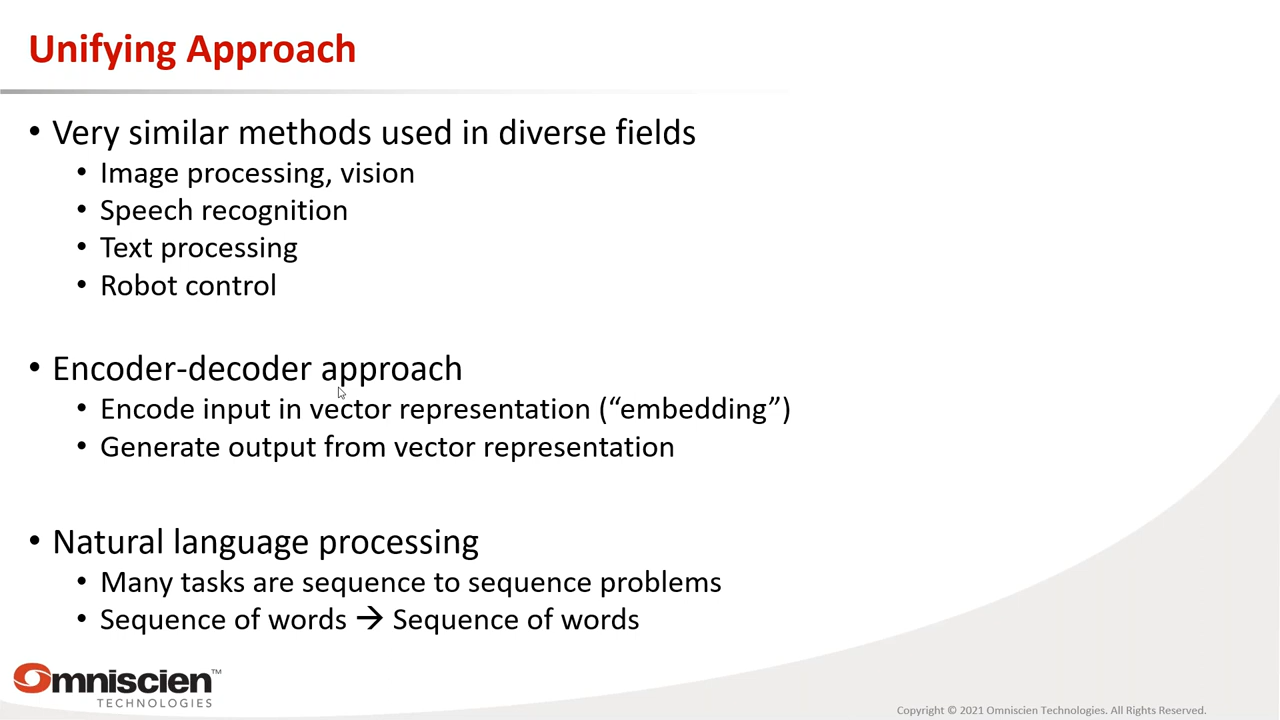 Unifying Approach
• Very similar methods used in diverse fields
• Image processing, vision
• Speech recognition
• Text processing
• Robot control
• Encoder-decoder approach
• Encode input in vector representation (“embedding”)
• Generate output from vector representation
• Natural language processing
• Many tasks are sequence to sequence problems
• Sequence of words → Sequence of words
Omniscien™
TECHNOLOGIES
Copyright © 2021 Omniscien Technologies. All Rights Reserved.